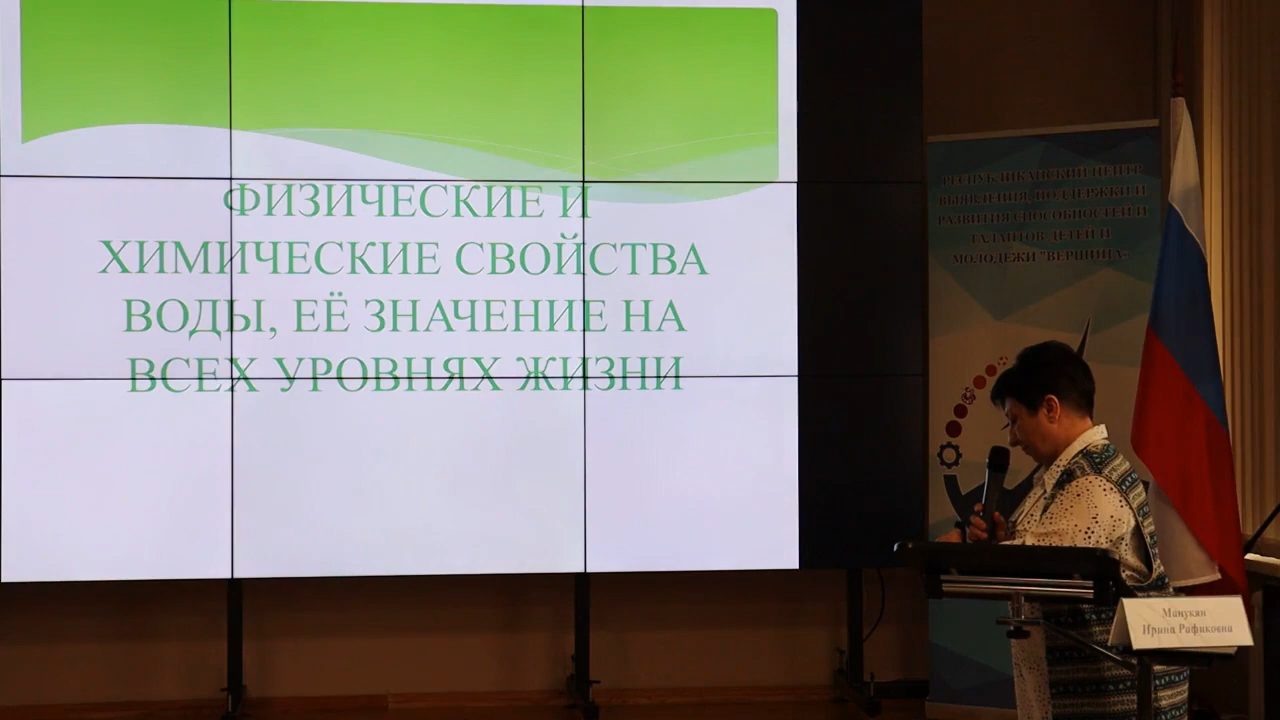 ФИЗИЧЕСКИЕ И
ХИМИЧЕСКИЕ СВОЙСТВА
ВОДЫ, ЕЁ ЗНАЧЕНИЕ НА
ВСЕХ УРОВНЯХ ЖИЗНИ
РЕСПУБЛИКАНСКИЙ ЦЕНТР
ВЫЯВЛЕНИЯ, ПОДДЕРЖКИ И
РАЗВИТИЯ СПОСОБНОСТЕЙ И
ТАЛАНТОВ ДЕТЕЙ И
МОЛОДЕЖИ "ВЕРШИНА"
Манукян
Ирина Рафиковна